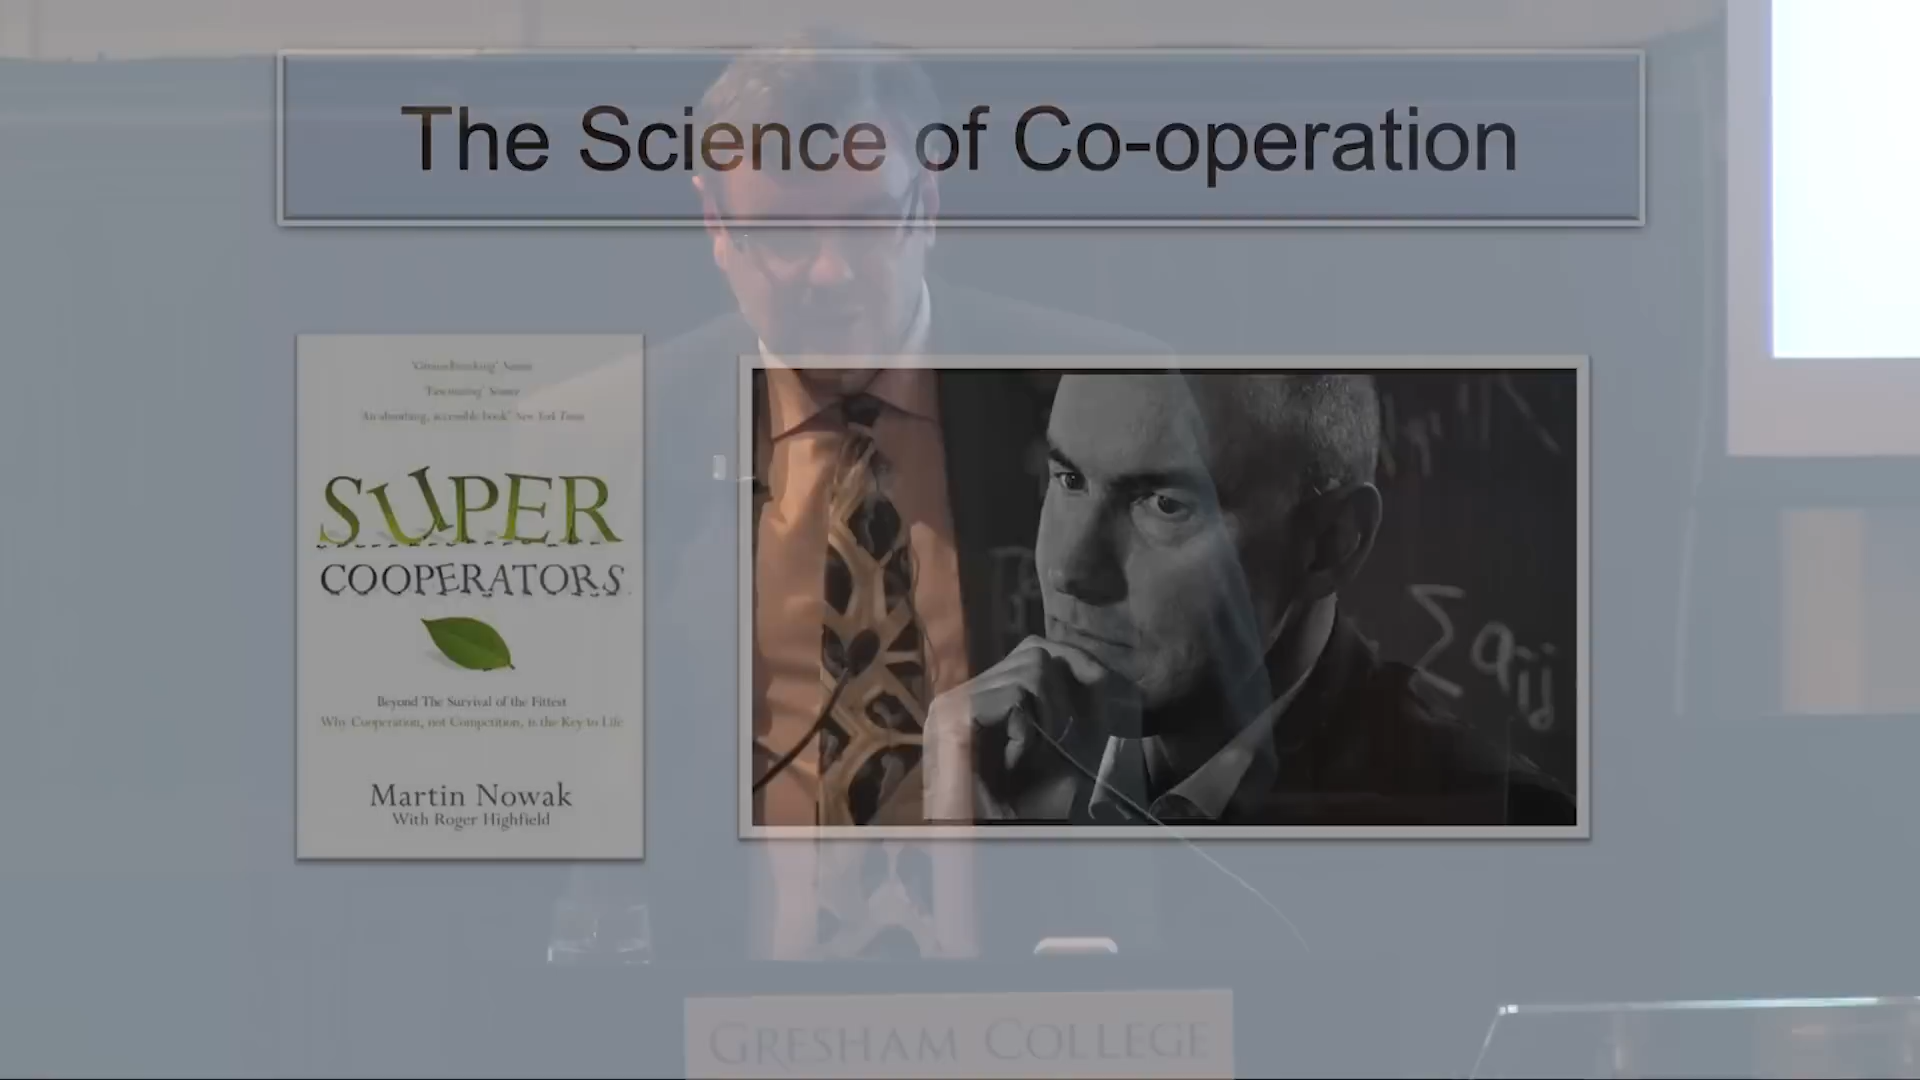 The Science of Co-operation
'Groundbreaking' Nature
'Fascinating' Nature
'An absorbing, accessible book' New York Times
SUPER
COOPERATORS
Beyond The Survival of the Fittest
Why Cooperation, not Competition, is the Key to Life
Martin Nowak
With Roger Highfield
Σ aij
GRESHAM COLLEGE